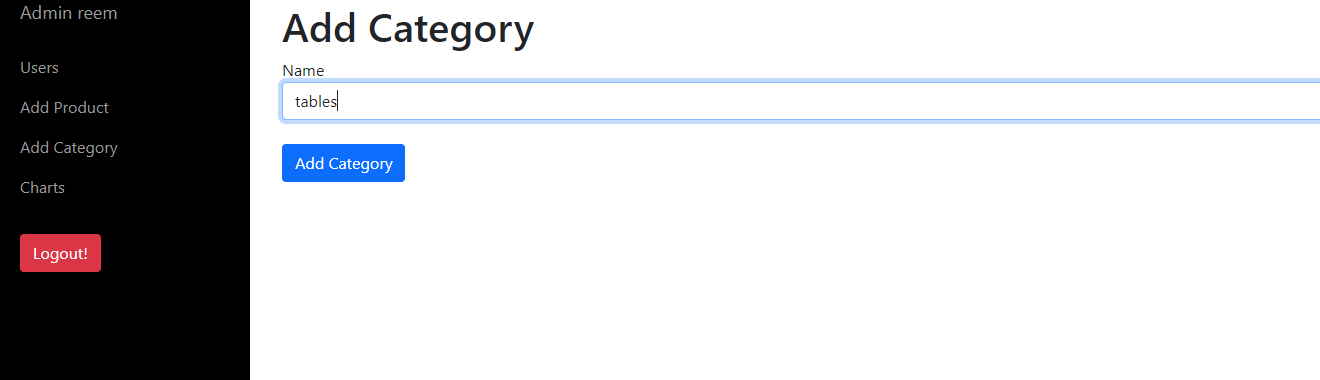 Admin reem
Users
Add Product
Add Category
Charts
Logout!
Add Category
Name
tables
Add Category